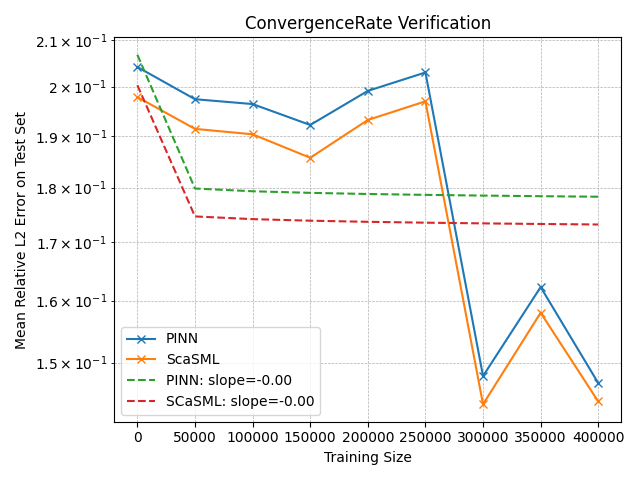 ConvergenceRate Verification
Mean Relative L2 Error on Test Set
2.1 × 10⁻¹
2 × 10⁻¹
1.9 × 10⁻¹
1.8 × 10⁻¹
1.7 × 10⁻¹
1.6 × 10⁻¹
1.5 × 10⁻¹
PINN
ScaSML
PINN: slope=-0.00
SCaSML: slope=-0.00
0 50000 100000 150000 200000 250000 300000 350000 400000
Training Size